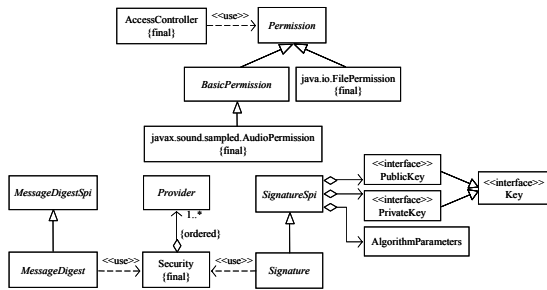 AccessController
{final}
<<use>>
Permission
BasicPermission
java.io.FilePermission
{final}
javax.sound.sampled.AudioPermission
{final}
MessageDigestSpi
Provider
1..*
{ordered}
SignatureSpi
<<interface>>
PublicKey
<<interface>>
PrivateKey
<<interface>>
Key
AlgorithmParameters
MessageDigest
<<use>>
Security
{final}
<<use>>
Signature